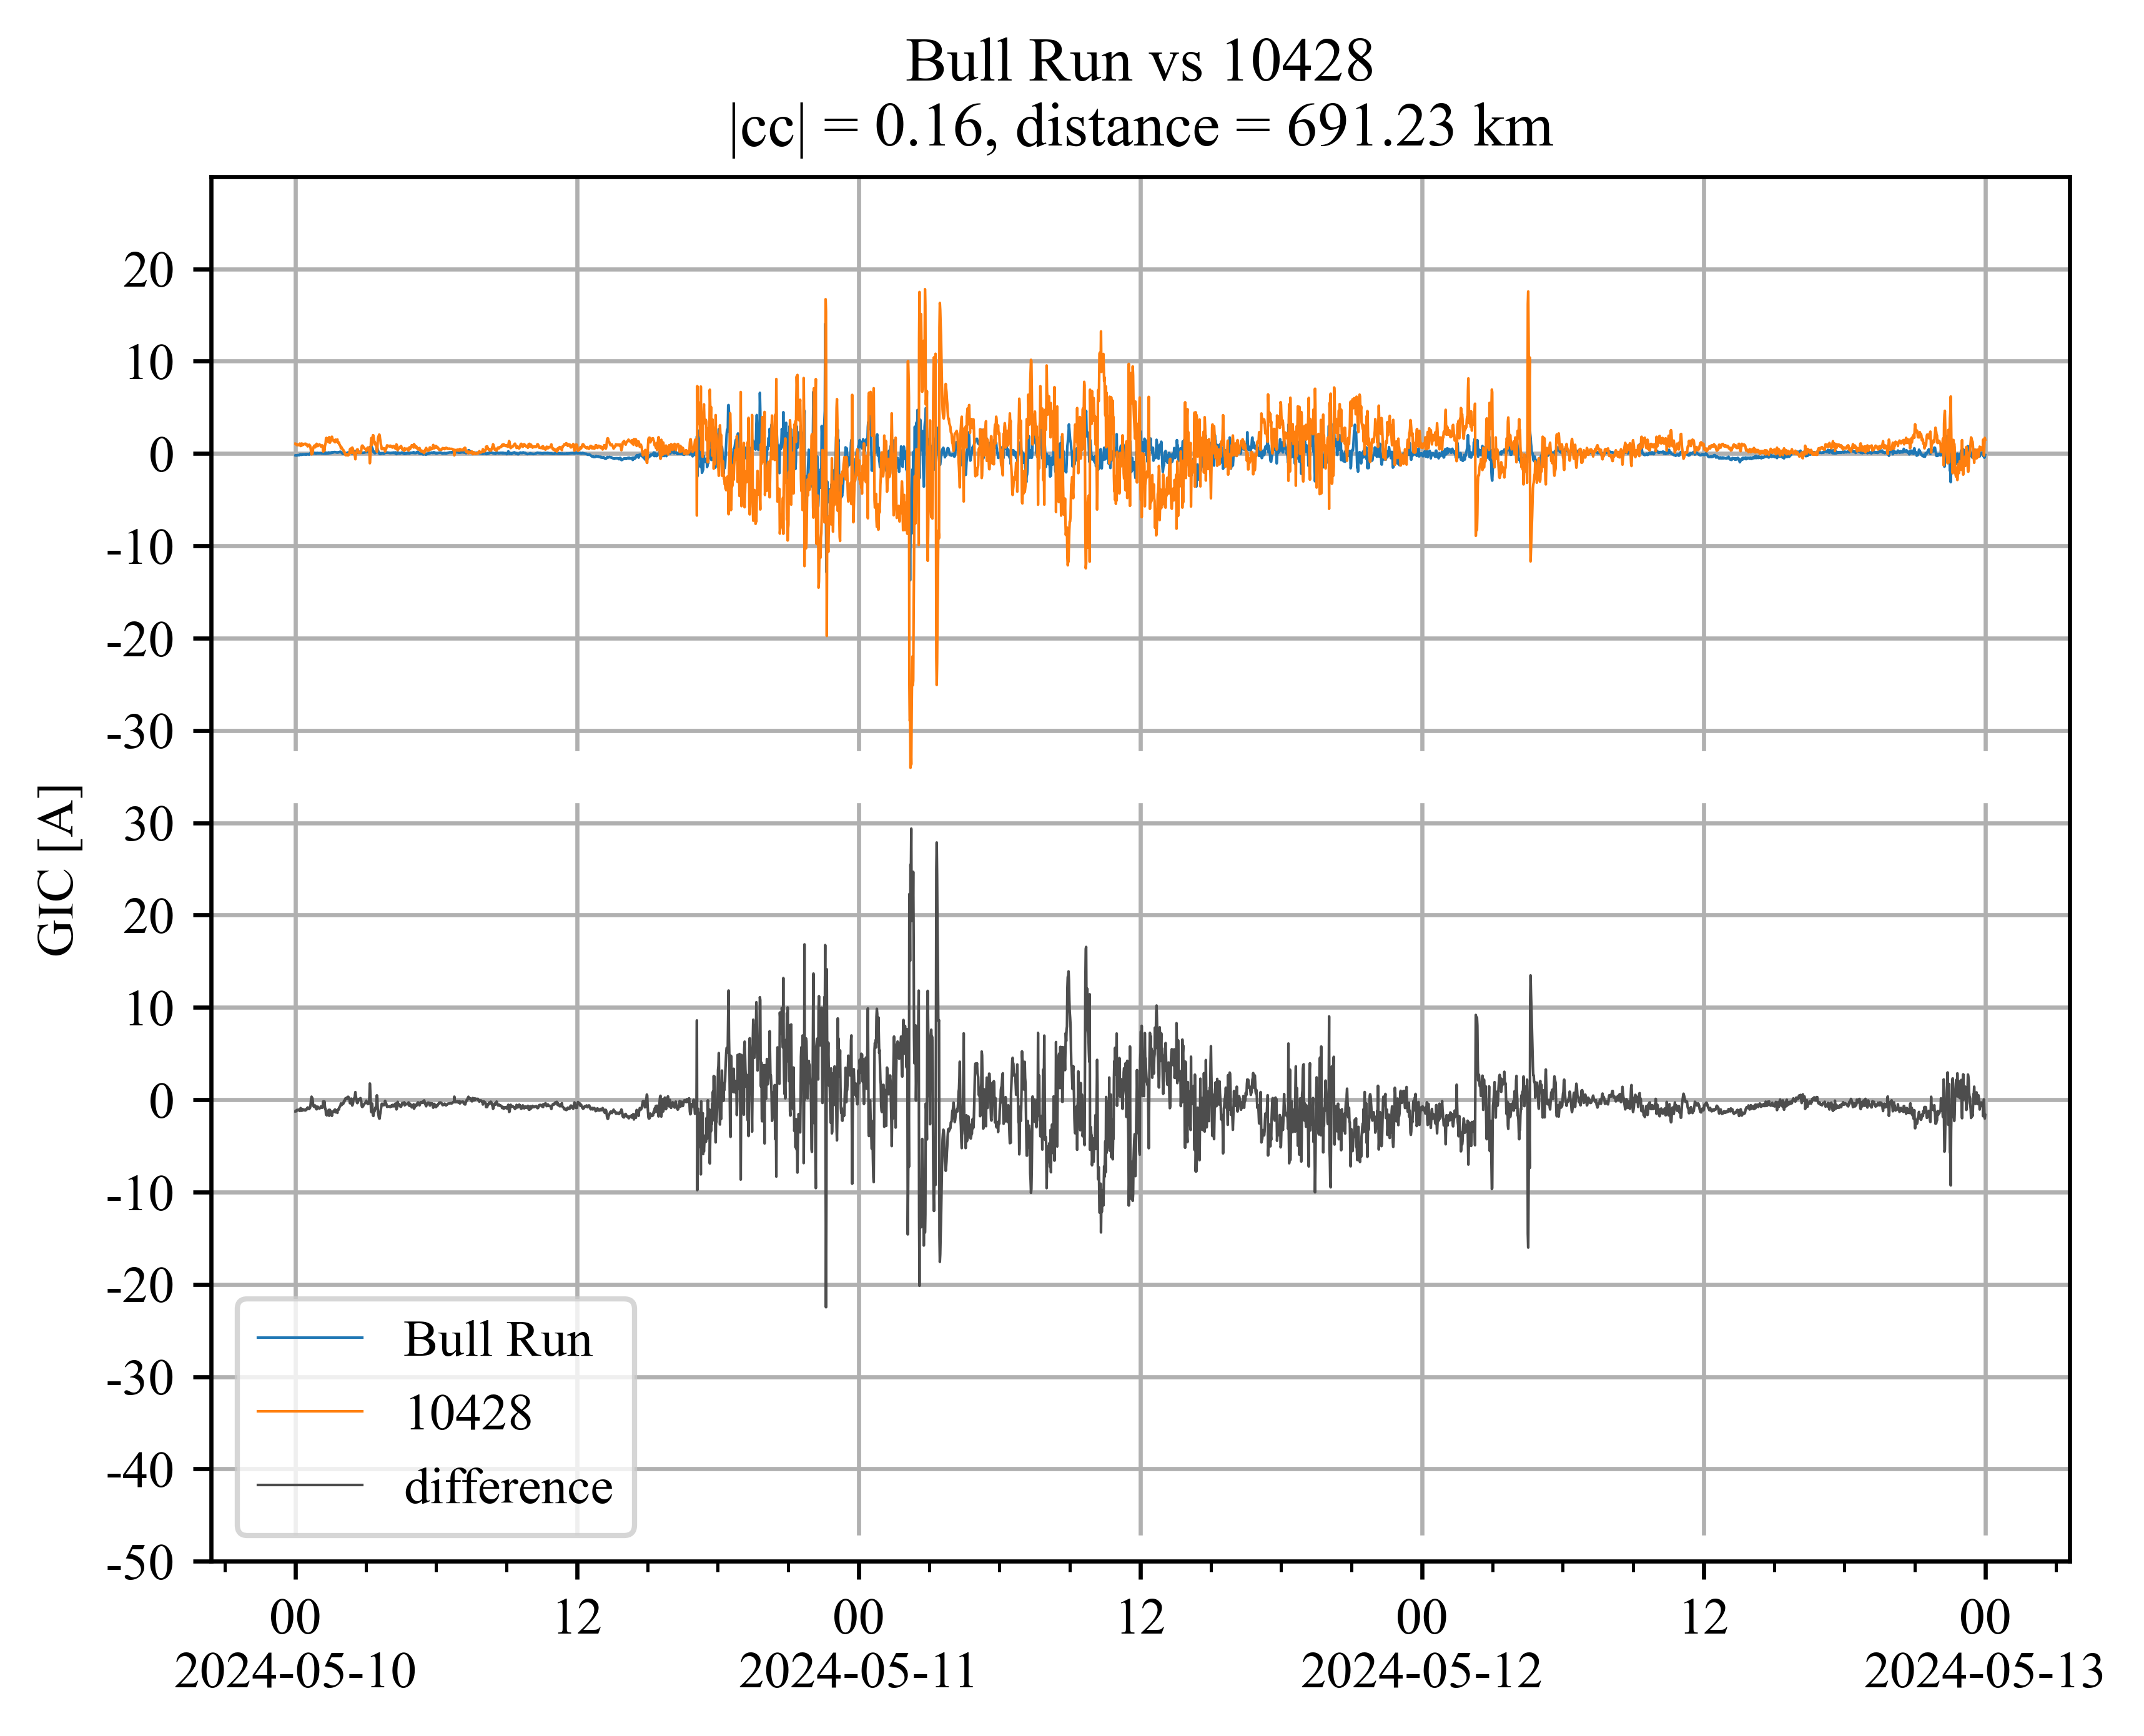 Bull Run vs 10428
|cc| = 0.16, distance = 691.23 km
20
10
0
-10
-20
-30
30
20
10
0
-10
-20
-30
-40
-50
GIC [A]
Bull Run
10428
difference
00 12 00 12 00 12 00
2024-05-10 2024-05-11 2024-05-12 2024-05-13